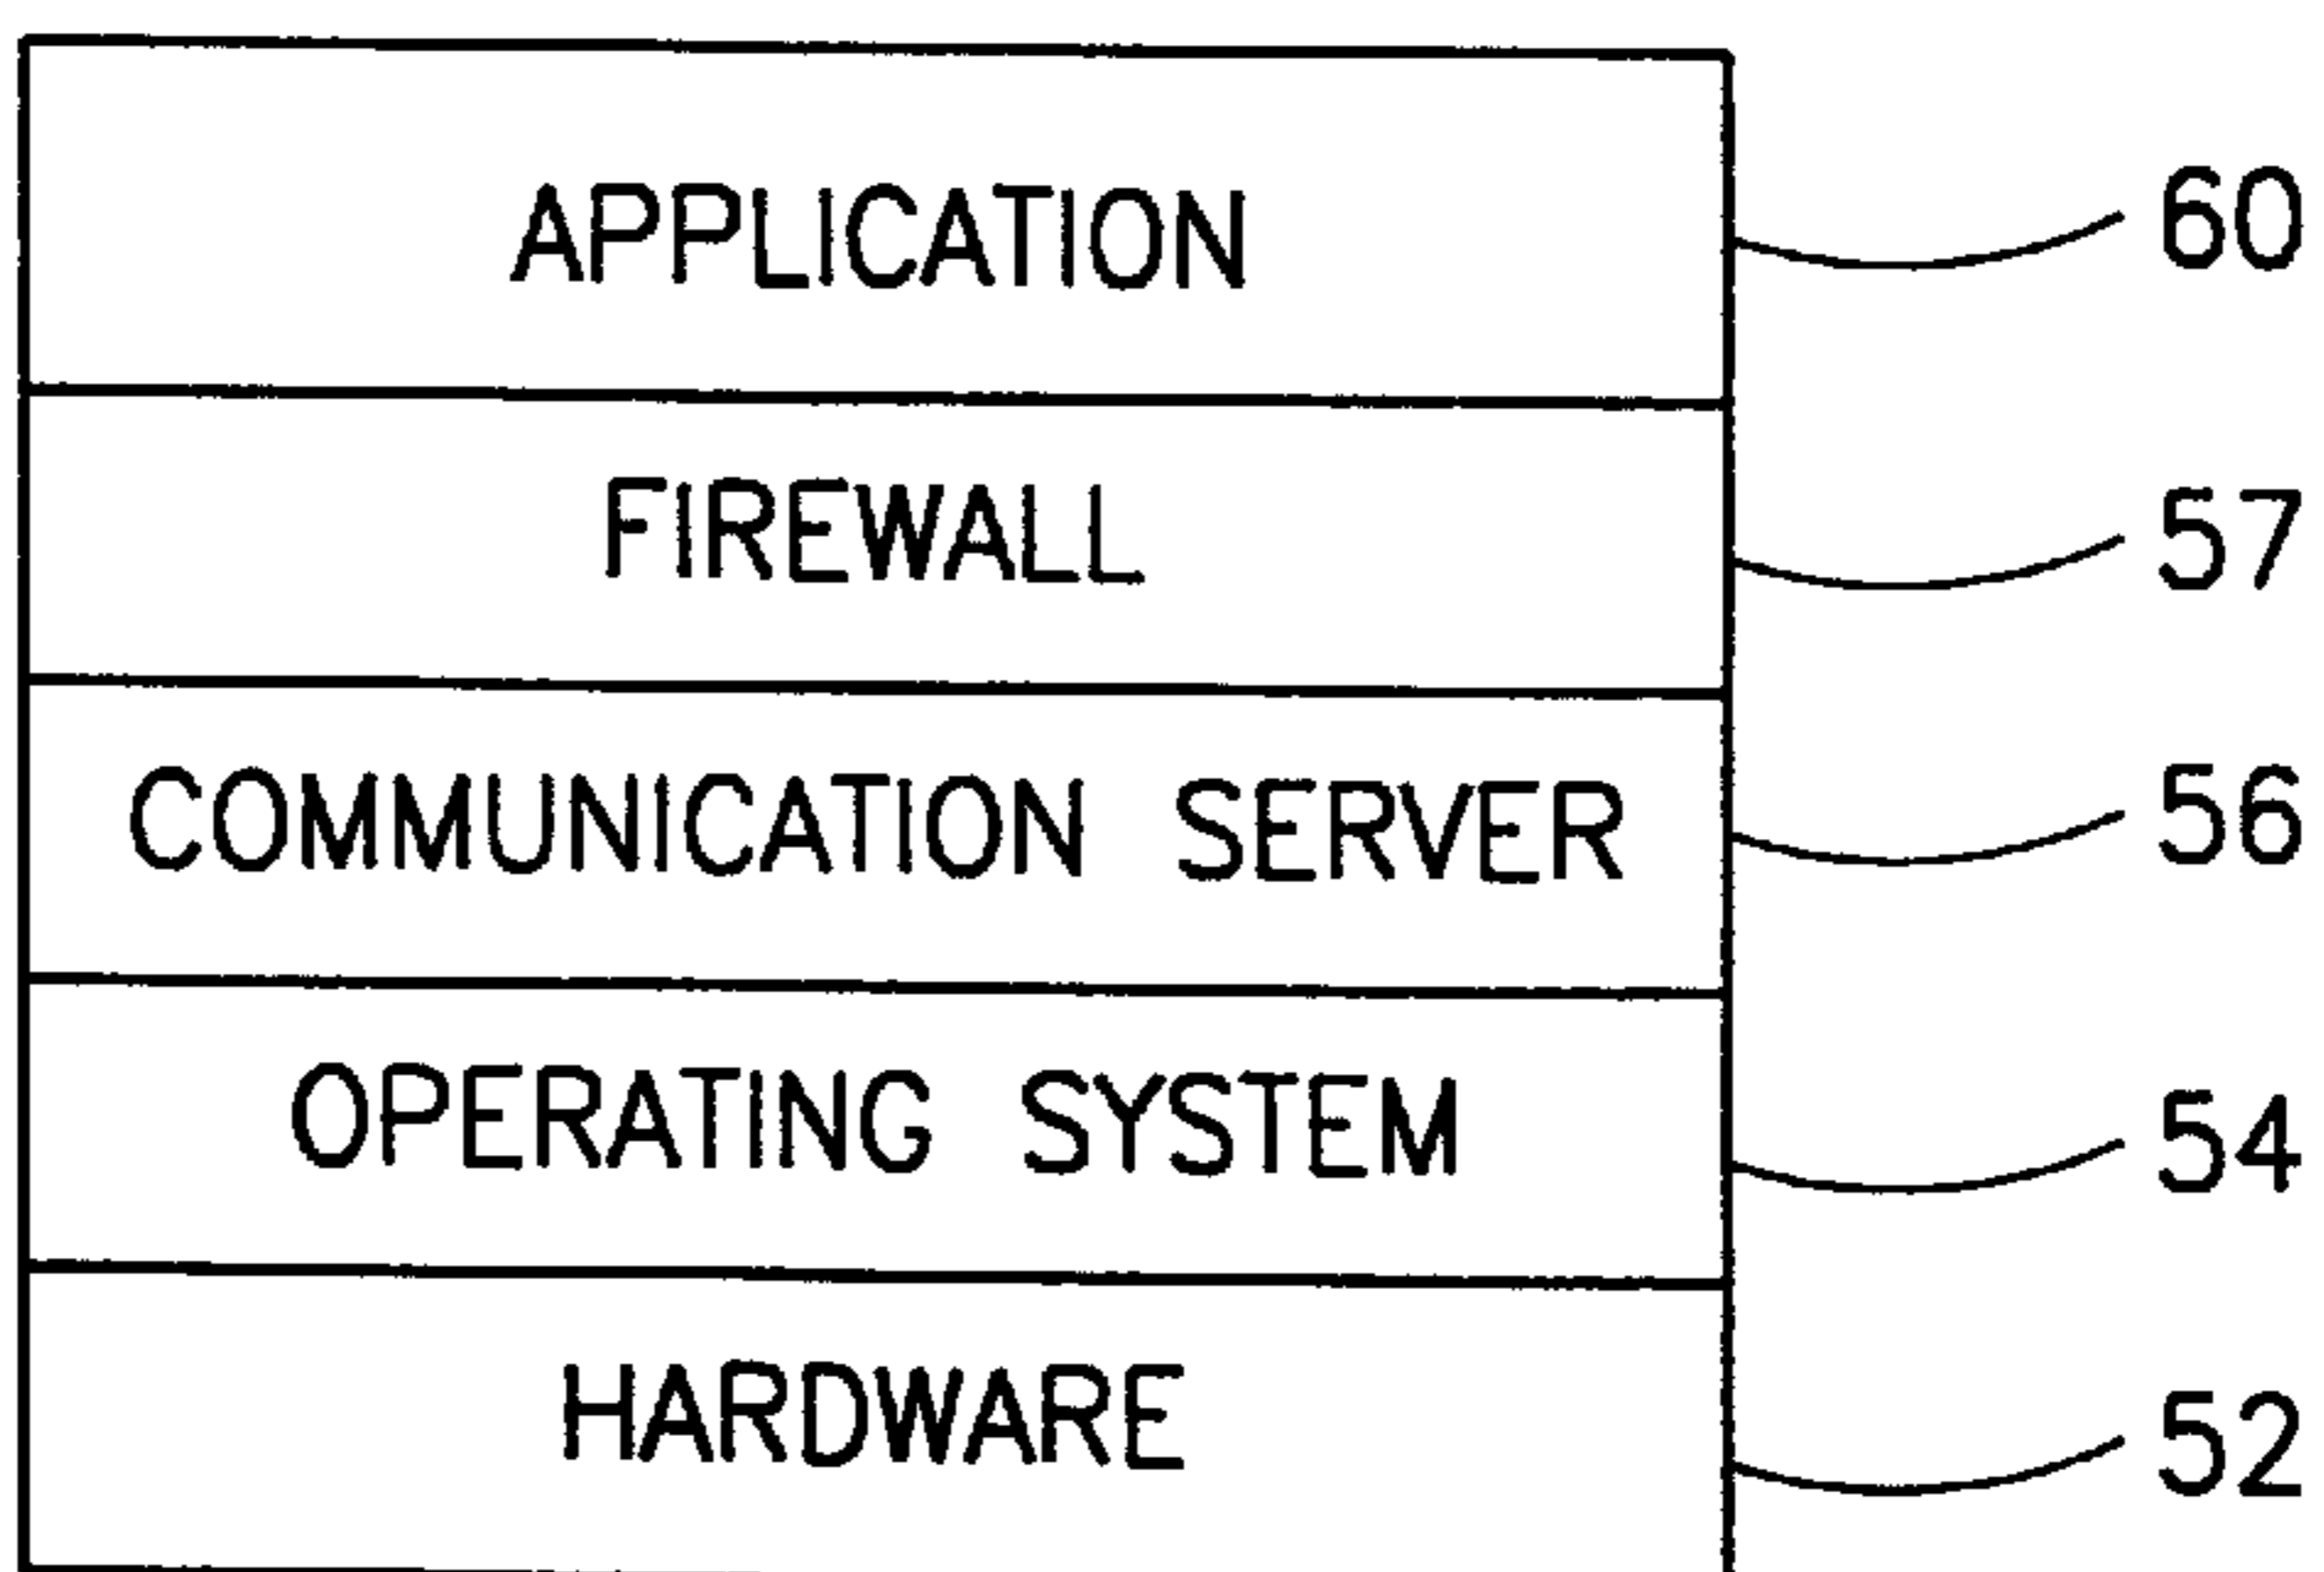 APPLICATION 60
FIREWALL 57
COMMUNICATION SERVER 56
OPERATING SYSTEM 54
HARDWARE 52